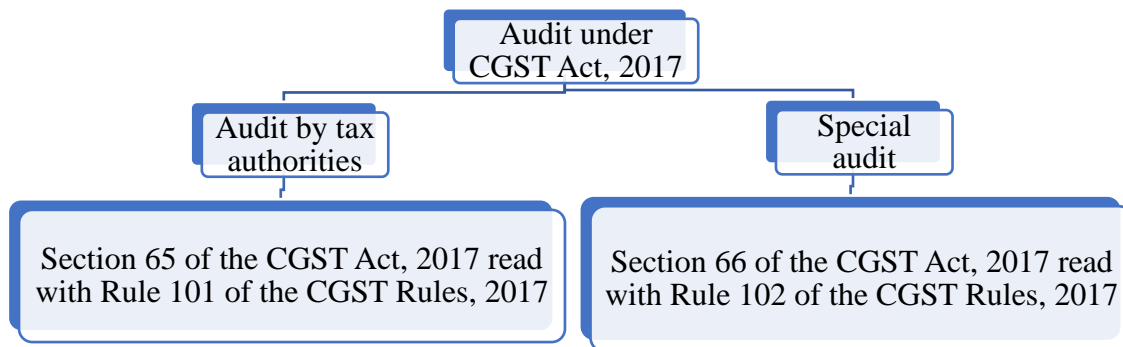 Audit under
CGST Act, 2017
Audit by tax
authorities
Special
audit
Section 65 of the CGST Act, 2017 read
with Rule 101 of the CGST Rules, 2017
Section 66 of the CGST Act, 2017 read
with Rule 102 of the CGST Rules, 2017